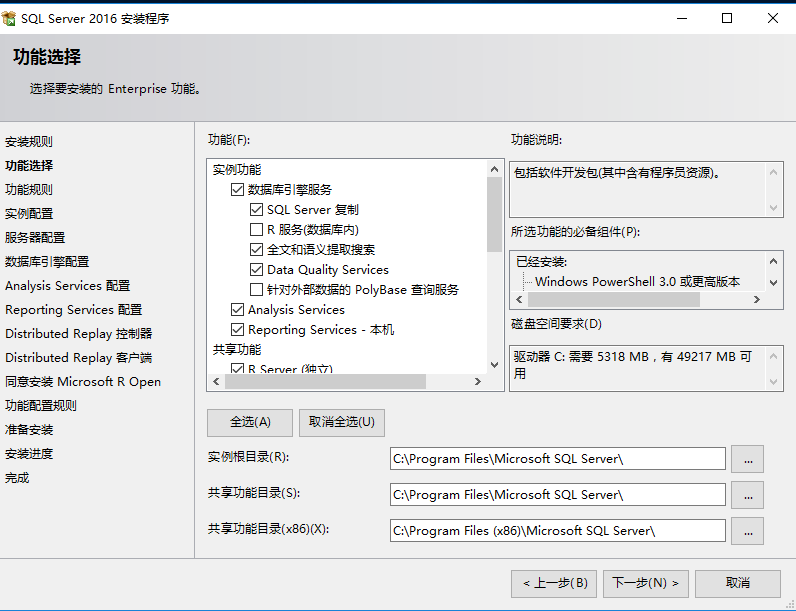 SQL Server 2016 安装程序
功能选择
选择要安装的 Enterprise 功能。
安装规则
功能选择
功能规则
实例配置
服务器配置
数据库引擎配置
Analysis Services 配置
Reporting Services 配置
Distributed Replay 控制器
Distributed Replay 客户端
同意安装 Microsoft R Open
功能配置规则
准备安装
安装进度
完成
功能(F):
实例功能
数据库引擎服务
SQL Server 复制
R 服务(数据库内)
全文和语义提取搜索
Data Quality Services
针对外部数据的 PolyBase 查询服务
Analysis Services
Reporting Services - 本机
共享功能
R Server (独立)
功能说明:
包括软件开发包(其中含有程序员资源)。
所选功能的必备组件(P):
已经安装:
Windows PowerShell 3.0 或更高版本
磁盘空间要求(D)
驱动器 C: 需要 5318 MB，有 49217 MB 可
用
全选(A) 取消全选(U)
实例根目录(R): C:\Program Files\Microsoft SQL Server\ ...
共享功能目录(S): C:\Program Files\Microsoft SQL Server\ ...
共享功能目录(x86)(X): C:\Program Files (x86)\Microsoft SQL Server\ ...
< 上一步(B) 下一步(N) > 取消